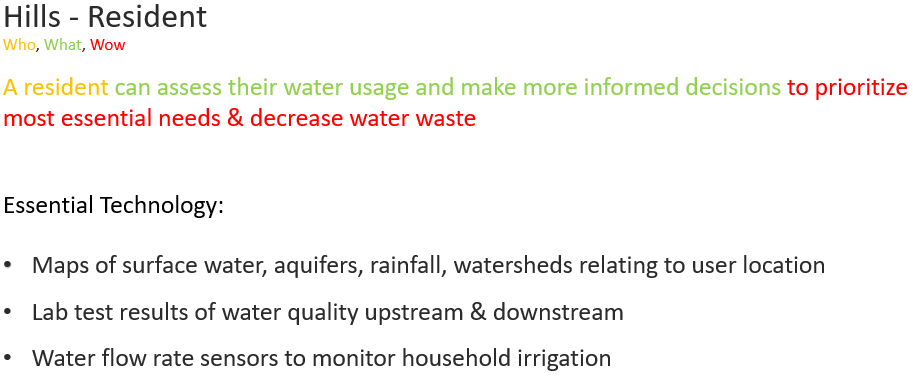 Hills - Resident
Who, What, Wow
A resident can assess their water usage and make more informed decisions to prioritize
most essential needs & decrease water waste
Essential Technology:
• Maps of surface water, aquifers, rainfall, watersheds relating to user location
• Lab test results of water quality upstream & downstream
• Water flow rate sensors to monitor household irrigation